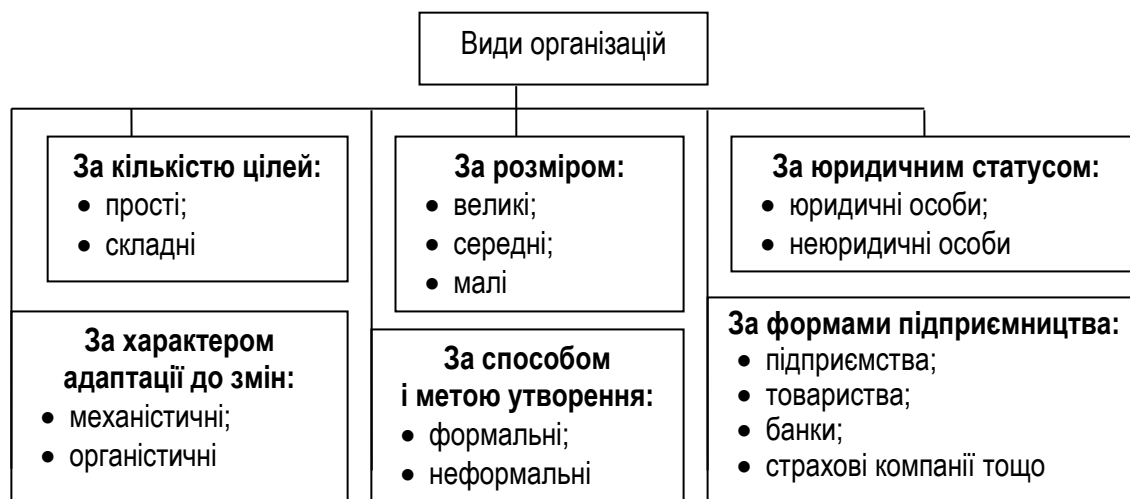 Види організацій
За кількістю цілей:
• прості;
• складні
За розміром:
• великі;
• середні;
• малі
За юридичним статусом:
• юридичні особи;
• неюридичні особи
За характером
адаптації до змін:
• механістичні;
• органістичні
За способом
і метою утворення:
• формальні;
• неформальні
За формами підприємництва:
• підприємства;
• товариства;
• банки;
• страхові компанії тощо